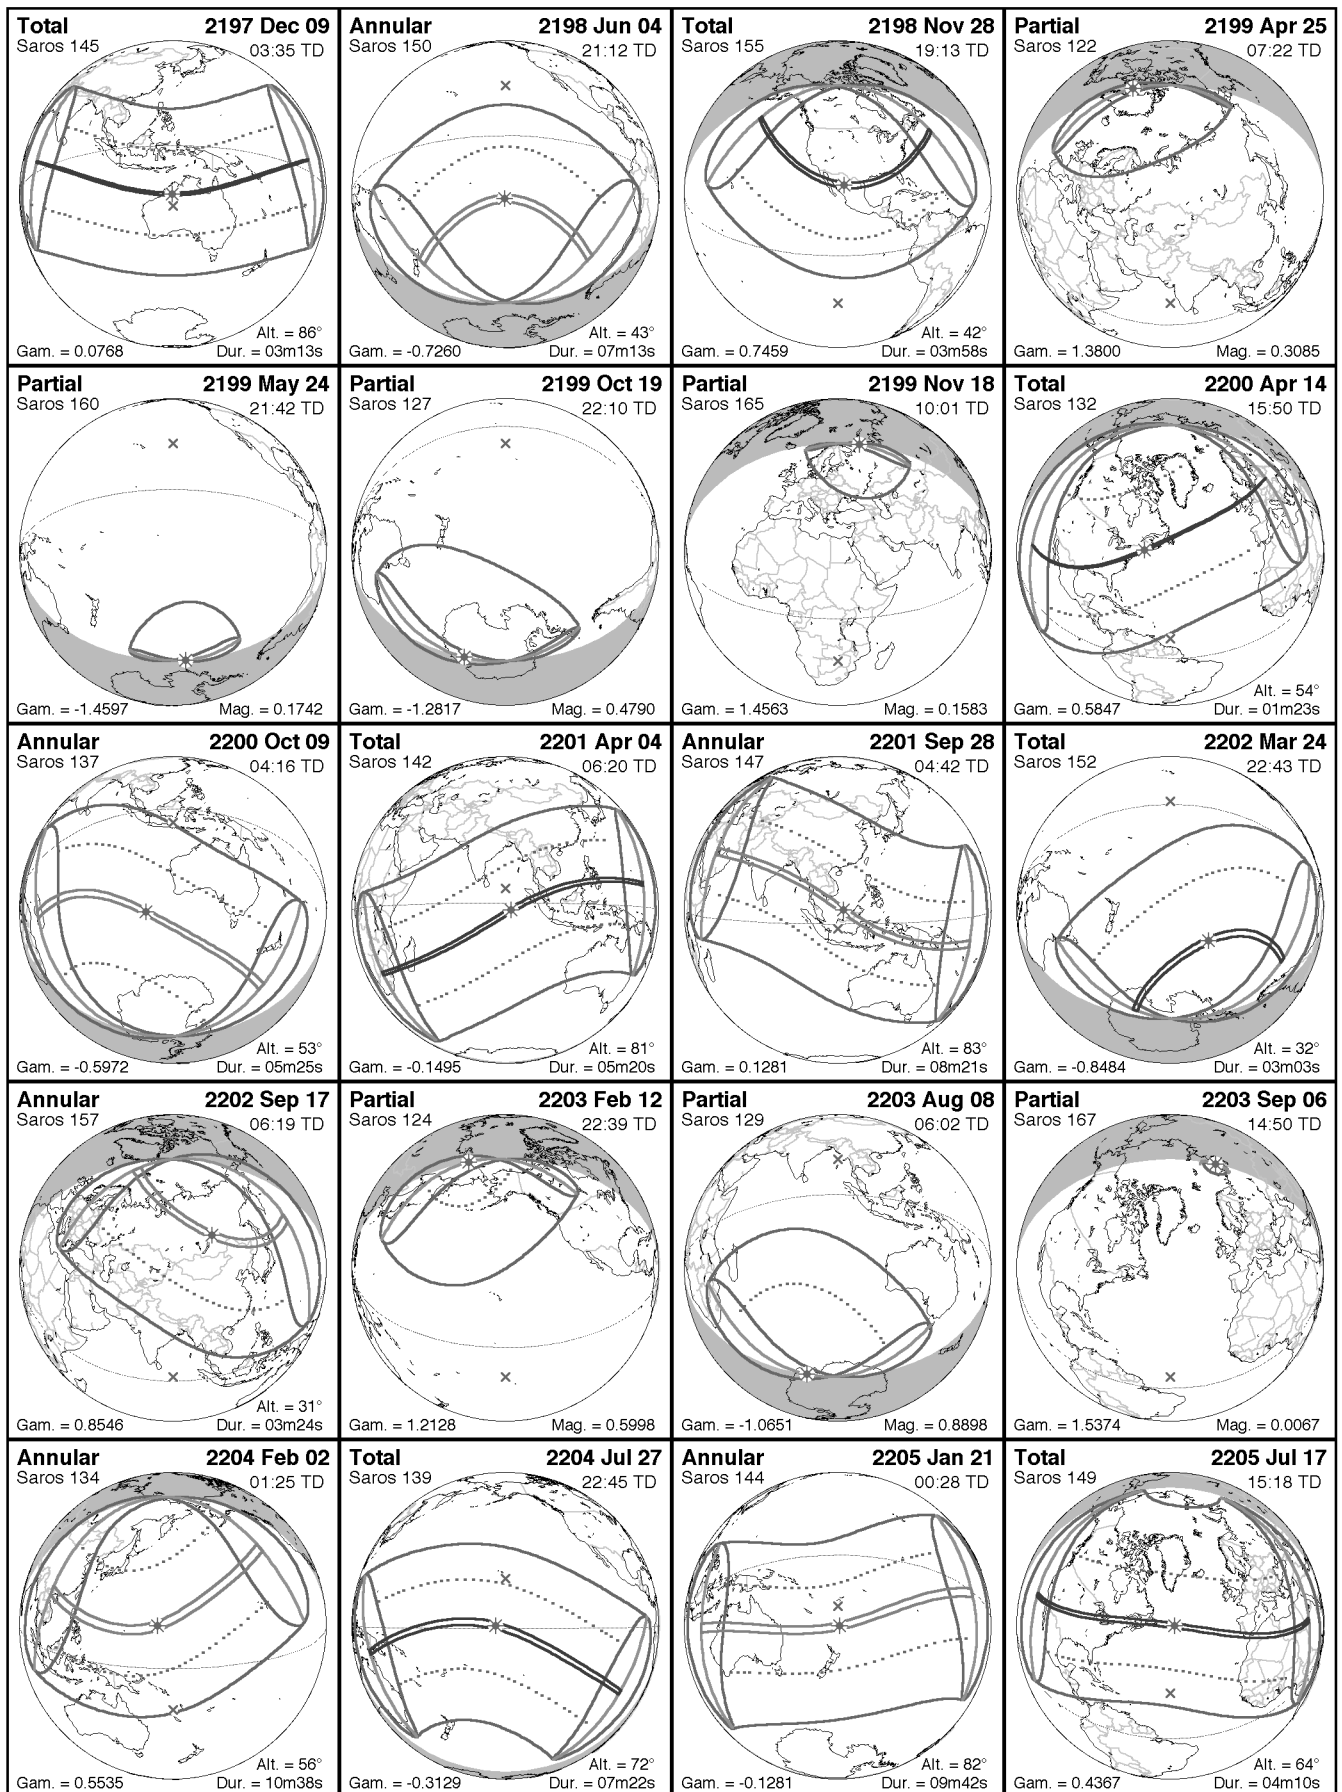 Total 2197 Dec 09
Saros 145 03:35 TD
Alt. = 86°
Gam. = 0.0768 Dur. = 03m13s
Annular 2198 Jun 04
Saros 150 21:12 TD
Alt. = 43°
Gam. = -0.7260 Dur. = 07m13s
Total 2198 Nov 28
Saros 155 19:13 TD
Alt. = 42°
Gam. = 0.7459 Dur. = 03m58s
Partial 2199 Apr 25
Saros 122 07:22 TD
Gam. = 1.3800 Mag. = 0.3085
Partial 2199 May 24
Saros 160 21:42 TD
Gam. = -1.4597 Mag. = 0.1742
Partial 2199 Oct 19
Saros 127 22:10 TD
Gam. = -1.2817 Mag. = 0.4790
Partial 2199 Nov 18
Saros 165 10:01 TD
Gam. = 1.4563 Mag. = 0.1583
Total 2200 Apr 14
Saros 132 15:50 TD
Alt. = 54°
Gam. = 0.5847 Dur. = 01m23s
Annular 2200 Oct 09
Saros 137 04:16 TD
Alt. = 53°
Gam. = -0.5972 Dur. = 05m25s
Total 2201 Apr 04
Saros 142 06:20 TD
Alt. = 81°
Gam. = -0.1495 Dur. = 05m20s
Annular 2201 Sep 28
Saros 147 04:42 TD
Alt. = 83°
Gam. = 0.1281 Dur. = 08m21s
Total 2202 Mar 24
Saros 152 22:43 TD
Alt. = 32°
Gam. = -0.8484 Dur. = 03m03s
Annular 2202 Sep 17
Saros 157 06:19 TD
Alt. = 31°
Gam. = 0.8546 Dur. = 03m24s
Partial 2203 Feb 12
Saros 124 22:39 TD
Gam. = 1.2128 Mag. = 0.5998
Partial 2203 Aug 08
Saros 129 06:02 TD
Gam. = -1.0651 Mag. = 0.8898
Partial 2203 Sep 06
Saros 167 14:50 TD
Gam. = 1.5374 Mag. = 0.0067
Annular 2204 Feb 02
Saros 134 01:25 TD
Alt. = 56°
Gam. = 0.5535 Dur. = 10m38s
Total 2204 Jul 27
Saros 139 22:45 TD
Alt. = 72°
Gam. = -0.3129 Dur. = 07m22s
Annular 2205 Jan 21
Saros 144 00:28 TD
Alt. = 82°
Gam. = -0.1281 Dur. = 09m42s
Total 2205 Jul 17
Saros 149 15:18 TD
Alt. = 64°
Gam. = 0.4367 Dur. = 04m10s